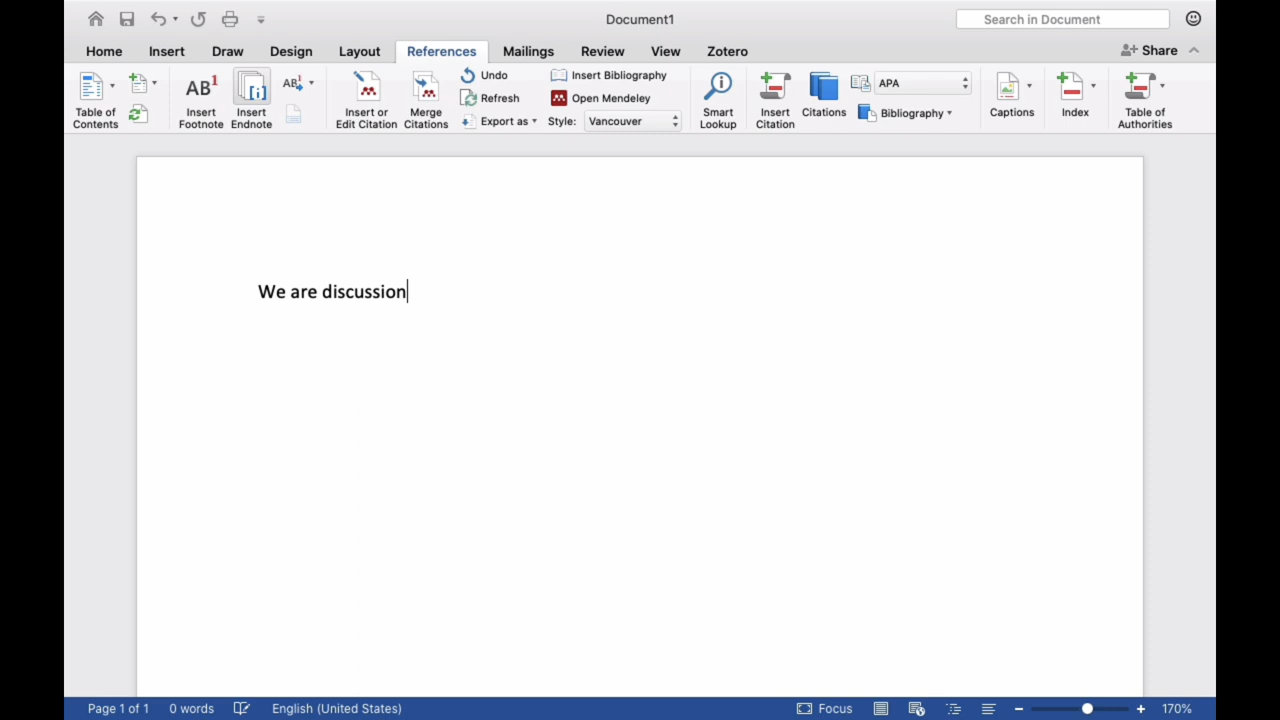 Document1
Search in Document
Home Insert Draw Design Layout References Mailings Review View Zotero Share
AB1 AB1
Table of Contents
Insert Footnote
Insert Endnote
Insert or Edit Citation
Merge Citations
Undo
Refresh
Export as
Insert Bibliography
Open Mendeley
Style: Vancouver
Smart Lookup
Insert Citation
Citations
APA
Bibliography
Captions
Index
Table of Authorities
We are discussion
Page 1 of 1 0 words English (United States) Focus 170%